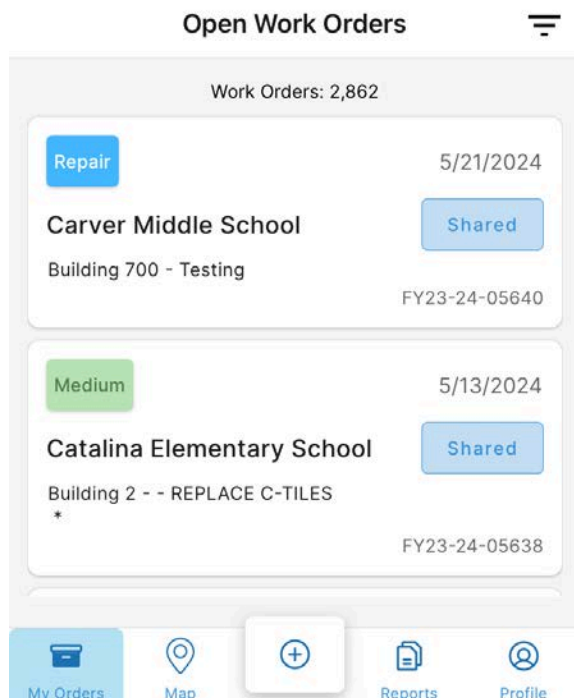 Open Work Orders
Work Orders: 2,862
Repair
5/21/2024
Carver Middle School
Shared
Building 700 - Testing
FY23-24-05640
Medium
5/13/2024
Catalina Elementary School
Shared
Building 2 - - REPLACE C-TILES
*
FY23-24-05638
My Orders
Map
Reports
Profile